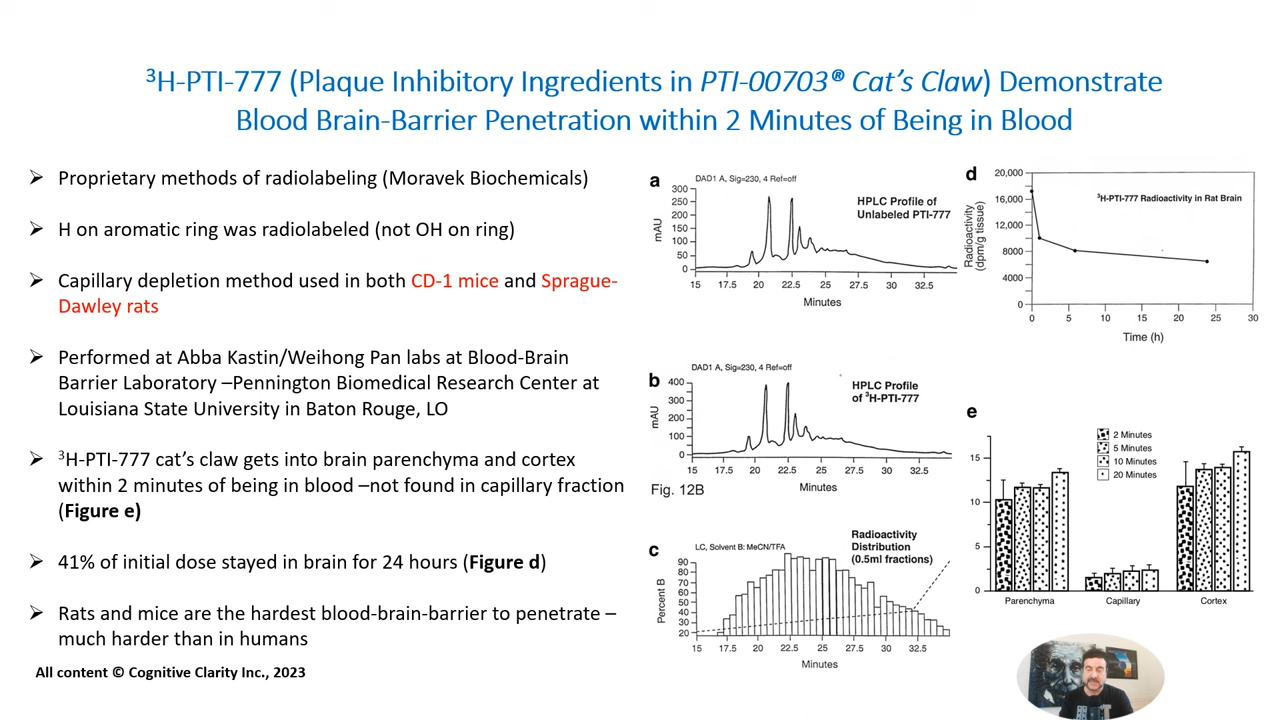 ³H-PTI-777 (Plaque Inhibitory Ingredients in PTI-00703® Cat's Claw) Demonstrate
Blood Brain-Barrier Penetration within 2 Minutes of Being in Blood
➢ Proprietary methods of radiolabeling (Moravek Biochemicals)
➢ H on aromatic ring was radiolabeled (not OH on ring)
➢ Capillary depletion method used in both CD-1 mice and Sprague-
Dawley rats
➢ Performed at Abba Kastin/Weihong Pan labs at Blood-Brain
Barrier Laboratory –Pennington Biomedical Research Center at
Louisiana State University in Baton Rouge, LO
➢ ³H-PTI-777 cat's claw gets into brain parenchyma and cortex
within 2 minutes of being in blood –not found in capillary fraction
(Figure e)
➢ 41% of initial dose stayed in brain for 24 hours (Figure d)
➢ Rats and mice are the hardest blood-brain-barrier to penetrate –
much harder than in humans
All content © Cognitive Clarity Inc., 2023
a
DAD1 A, Sig=230, 4 Ref=off
HPLC Profile of
Unlabeled PTI-777
mAU
300
250
200
150
100
50
0
15 17.5 20 22.5 25 27.5 30 32.5
Minutes
b
DAD1 A, Sig=230, 4 Ref=off
HPLC Profile
of ³H-PTI-777
mAU
400
300
200
100
0
15 17.5 20 22.5 25 27.5 30 32.5
Minutes
Fig. 12B
c
LC, Solvent B: MeCN/TFA
Radioactivity
Distribution
(0.5ml fractions)
Percent B
90
80
70
60
50
40
30
20
15 17.5 20 22.5 25 27.5 30 32.5
Minutes
d
³H-PTI-777 Radioactivity in Rat Brain
Radioactivity
(dpm/g tissue)
20,000
16,000
12,000
8000
4000
0
0 5 10 15 20 25 30
Time (h)
e
2 Minutes
5 Minutes
10 Minutes
20 Minutes
15
10
5
0
Parenchyma Capillary Cortex